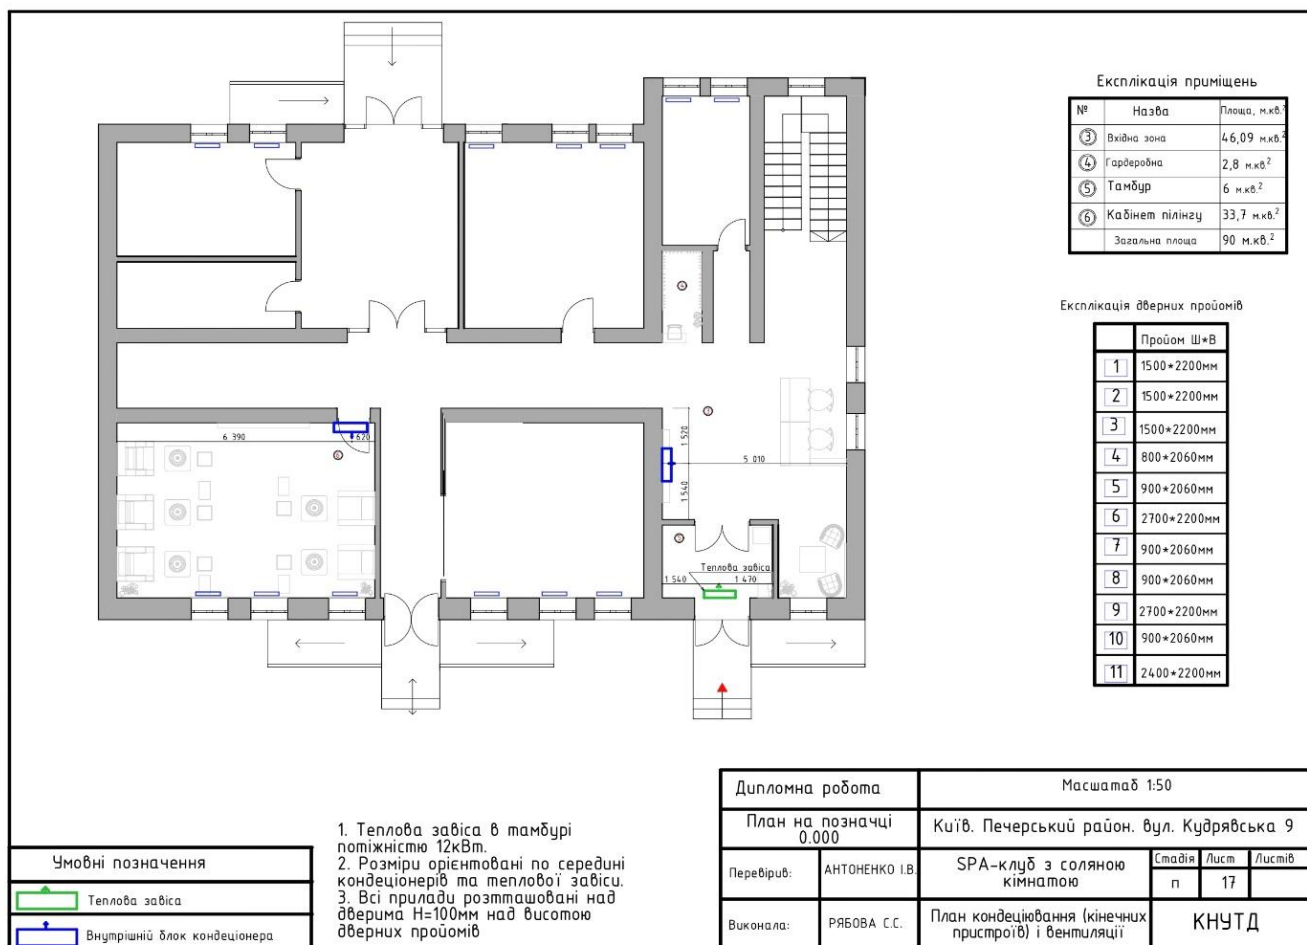 Експлікація приміщень
№ Назва Площа, м.кв.²
3 Вхідна зона 46,09 м.кв.²
4 Гардеробна 2,8 м.кв.²
5 Тамбур 6 м.кв.²
6 Кабінет пілінгу 33,7 м.кв.²
Загальна площа 90 м.кв.²
Експлікація дверних пройомів
Пройом Ш*В
1 1500*2200мм
2 1500*2200мм
3 1500*2200мм
4 800*2060мм
5 900*2060мм
6 2700*2200мм
7 900*2060мм
8 900*2060мм
9 2700*2200мм
10 900*2060мм
11 2400*2200мм
4
6 390
620
6
1 520
5 010
1 540
Теплова завіса
1 540
1 470
1. Теплова завіса в тамбурі
потіжністю 12кВт.
2. Розміри орієнтовані по середині
кондеціонерів та теплової завіси.
3. Всі прилади розтташовані над
дверима Н=100мм над висотою
дверних пройомів
Умовні позначення
Теплова завіса
Внутрішній блок кондеціонера
Дипломна робота
Масштаб 1:50
План на позначці
0.000
Київ. Печерський район. вул. Кудрявська 9
Перевірив:
АНТОНЕНКО І.В.
SPA-клуб з соляною
кімнатою
Стадія Лист Листів
п 17
Виконала:
РЯБОВА С.С.
План кондеціювання (кінечних
пристроїв) і вентиляції
КНУТД